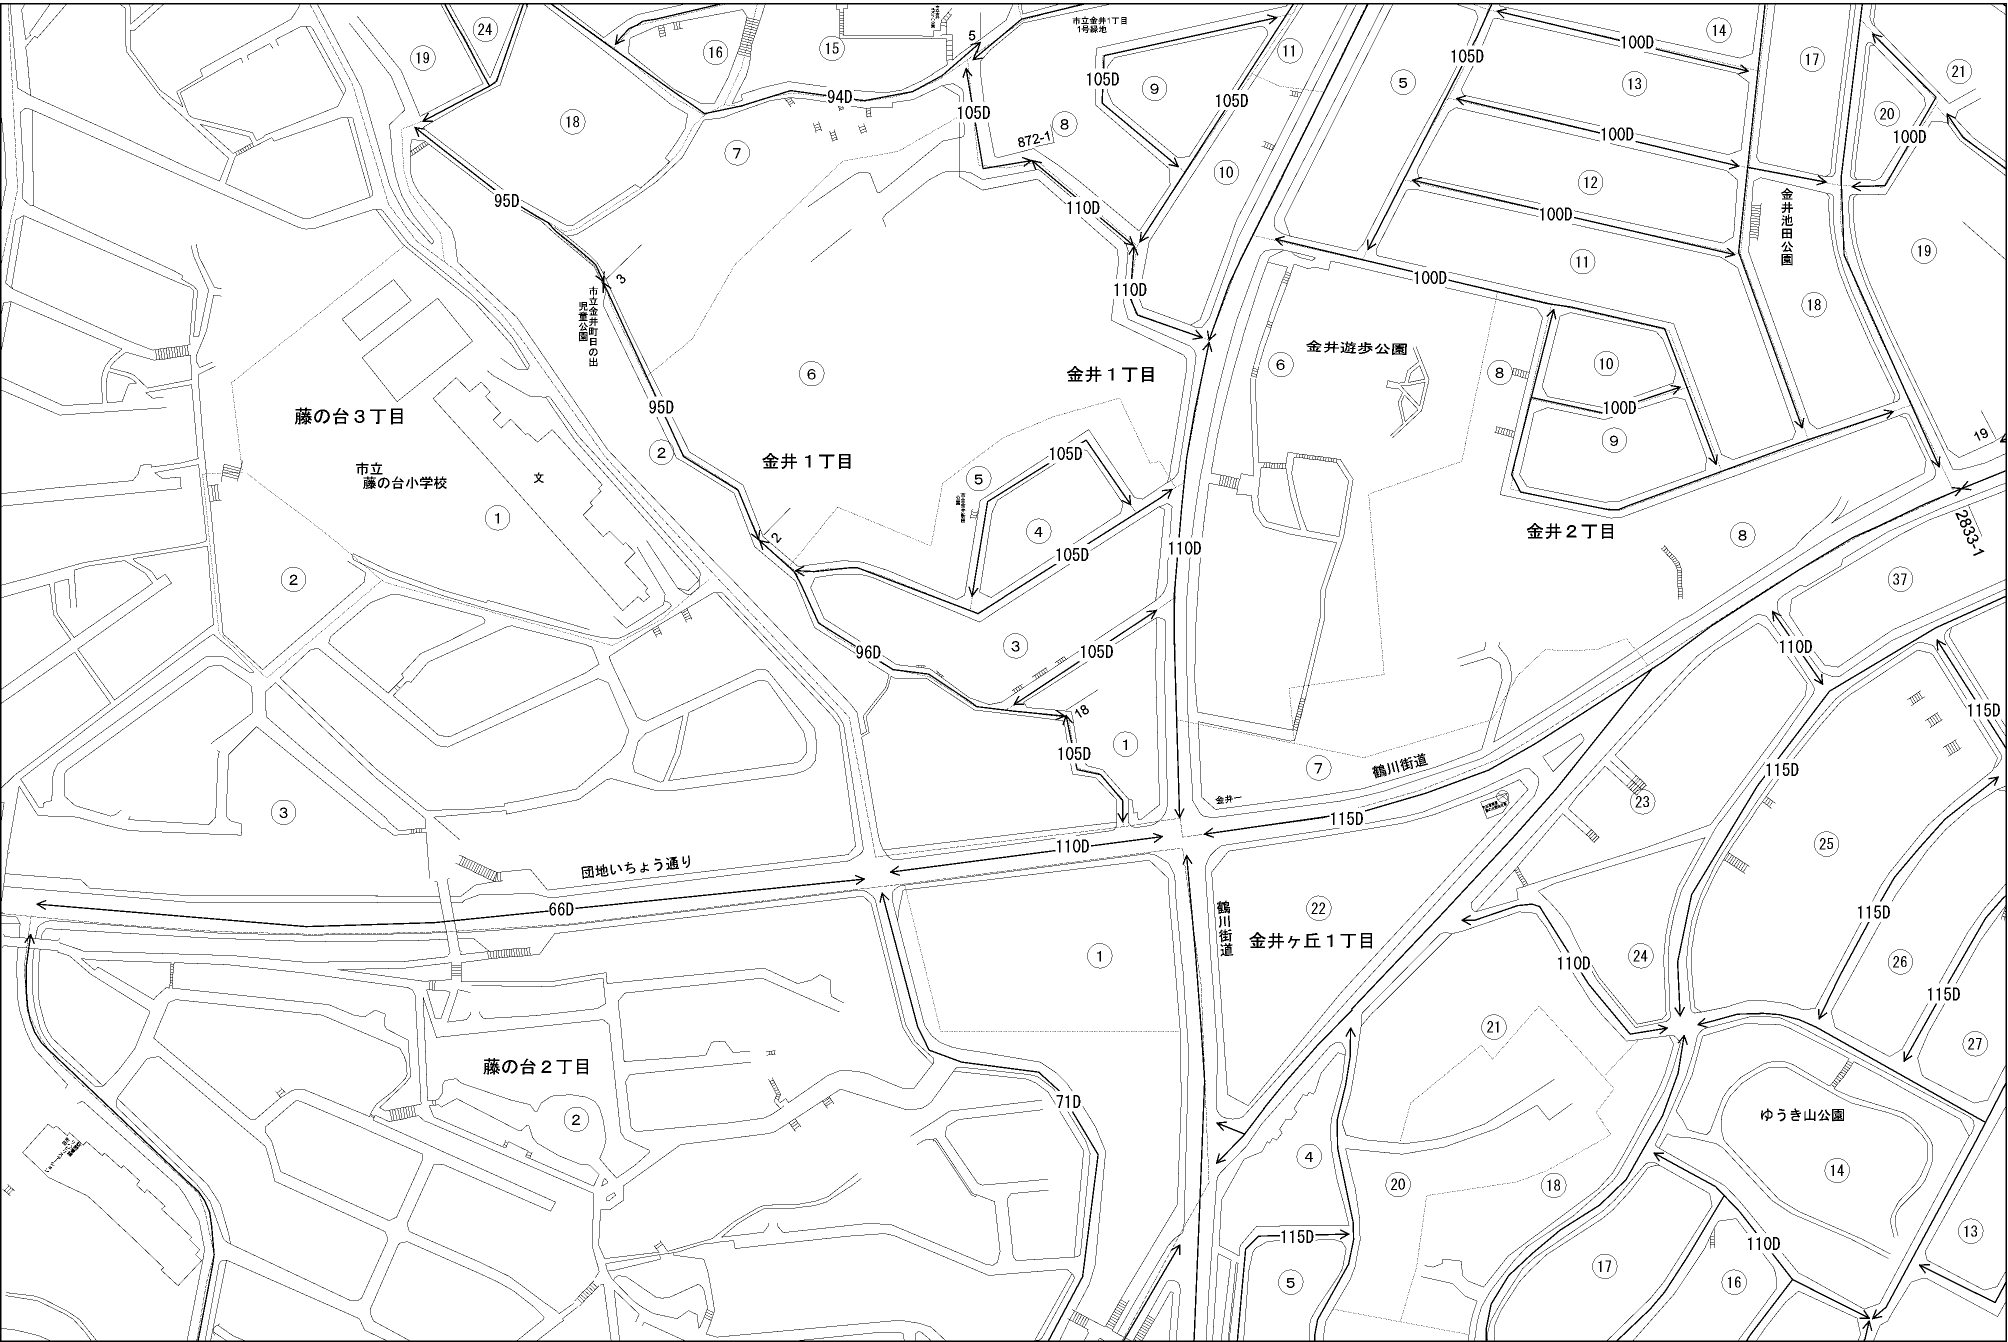 24
19
16
15
5
市立金井1丁目
1号緑地
11
5
14
100D
17
21
105D
13
105D
9
105D
94D
18
105D
8
872-1
7
20
100D
100D
10
12
95D
110D
100D
金井池田公園
19
3
市立金井町日の出
児童公園
110D
100D
11
18
金井遊歩公園
6
6
金井1丁目
8
10
藤の台3丁目
95D
100D
9
2
金井1丁目
105D
19
市立
藤の台小学校
文
5
1
4
金井2丁目
8
2833-1
2
105D
110D
2
37
3
96D
105D
110D
18
1
105D
115D
7
鶴川街道
115D
金井一
23
3
115D
110D
25
団地いちょう通り
66D
22
鶴川街道
115D
金井ヶ丘1丁目
1
24
110D
26
115D
21
27
藤の台2丁目
71D
2
ゆうき山公園
4
14
20
18
115D
110D
13
5
17
16